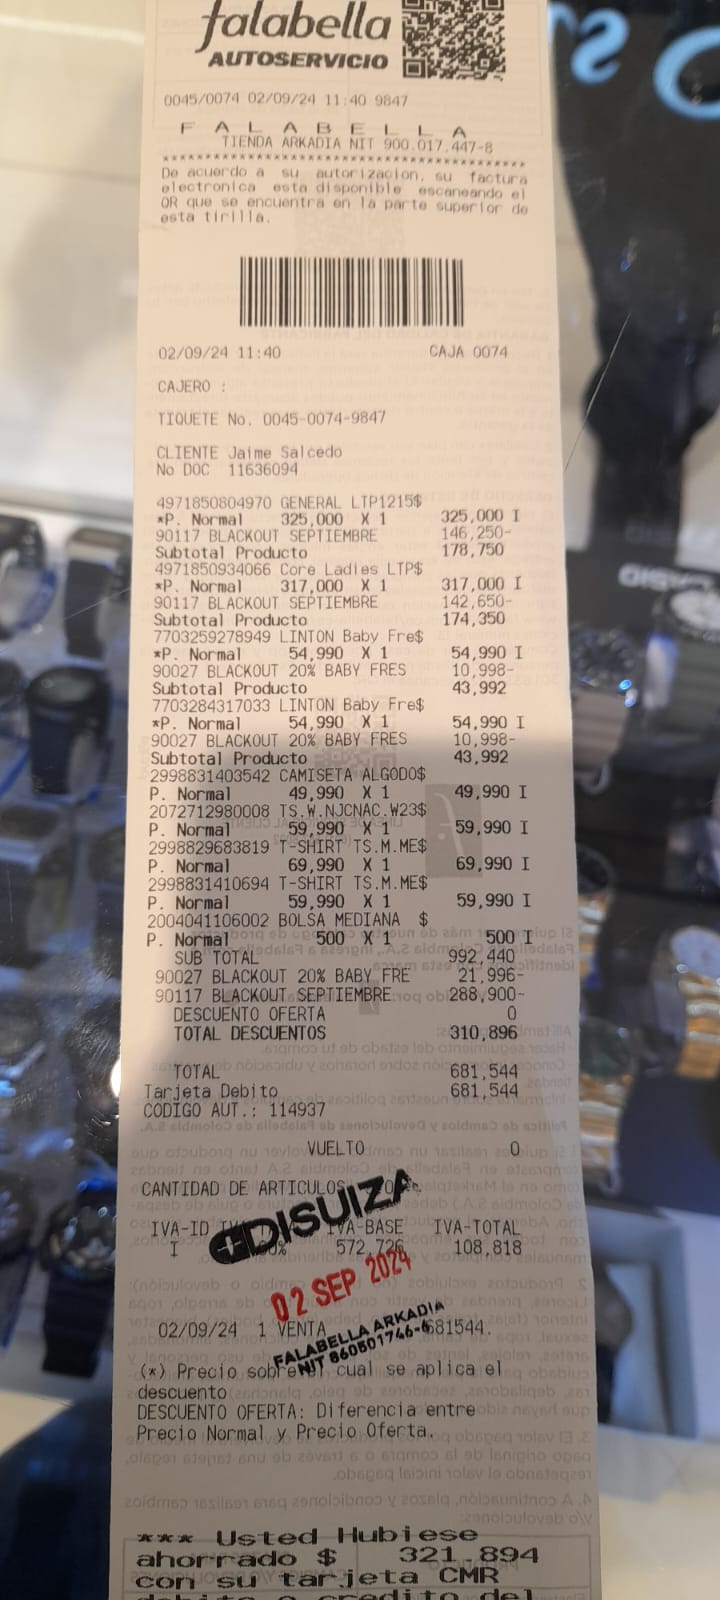 falabella
AUTOSERVICIO
0045/0074 02/09/24 11:40 9847
F A L A B E L L A
TIENDA ARKADIA NIT 900.017.447-8
De acuerdo a su autorizacion, su factura
electronica esta disponible escaneando el
QR que se encuentra en la parte superior de
esta tirilla.
02/09/24 11:40 CAJA 0074
CAJERO :
TIQUETE No. 0045-0074-9847
CLIENTE Jaime Salcedo
No DOC 11636094
4971850804970 GENERAL LTP1215$
*P. Normal 325,000 X 1 325,000 I
90117 BLACKOUT SEPTIEMBRE 146,250-
Subtotal Producto 178,750
4971850934066 Core Ladies LTP$
*P. Normal 317,000 X 1 317,000 I
90117 BLACKOUT SEPTIEMBRE 142,650-
Subtotal Producto 174,350
7703259278949 LINTON Baby Fre$
*P. Normal 54,990 X 1 54,990 I
90027 BLACKOUT 20% BABY FRES 10,998-
Subtotal Producto 43,992
7703284317033 LINTON Baby Fre$
*P. Normal 54,990 X 1 54,990 I
90027 BLACKOUT 20% BABY FRES 10,998-
Subtotal Producto 43,992
2998831403542 CAMISETA ALGODO$
P. Normal 49,990 X 1 49,990 I
2072712980008 TS.W.NJCNAC.W23$
P. Normal 59,990 X 1 59,990 I
2998829683819 T-SHIRT TS.M.ME$
P. Normal 69,990 X 1 69,990 I
2998831410694 T-SHIRT TS.M.ME$
P. Normal 59,990 X 1 59,990 I
2004041106002 BOLSA MEDIANA $
P. Normal 500 X 1 500 I
SUB TOTAL 992,440
90027 BLACKOUT 20% BABY FRE 21,996-
90117 BLACKOUT SEPTIEMBRE 288,900-
DESCUENTO OFERTA 0
TOTAL DESCUENTOS 310,896
TOTAL 681,544
Tarjeta Debito 681,544
CODIGO AUT.: 114937
VUELTO 0
CANTIDAD DE ARTICULOS
DISUIZA
IVA-ID IVA-BASE IVA-TOTAL
I 572,726 108,818
02 SEP 2024
02/09/24 1 VENTA 681544.
FALABELLA ARKADIA
NIT 860501746-6
(*) Precio sobre el cual se aplica el
descuento
DESCUENTO OFERTA: Diferencia entre
Precio Normal y Precio Oferta.
*** Usted Hubiese
ahorrado $ 321,894
con su tarjeta CMR
debito o credito del